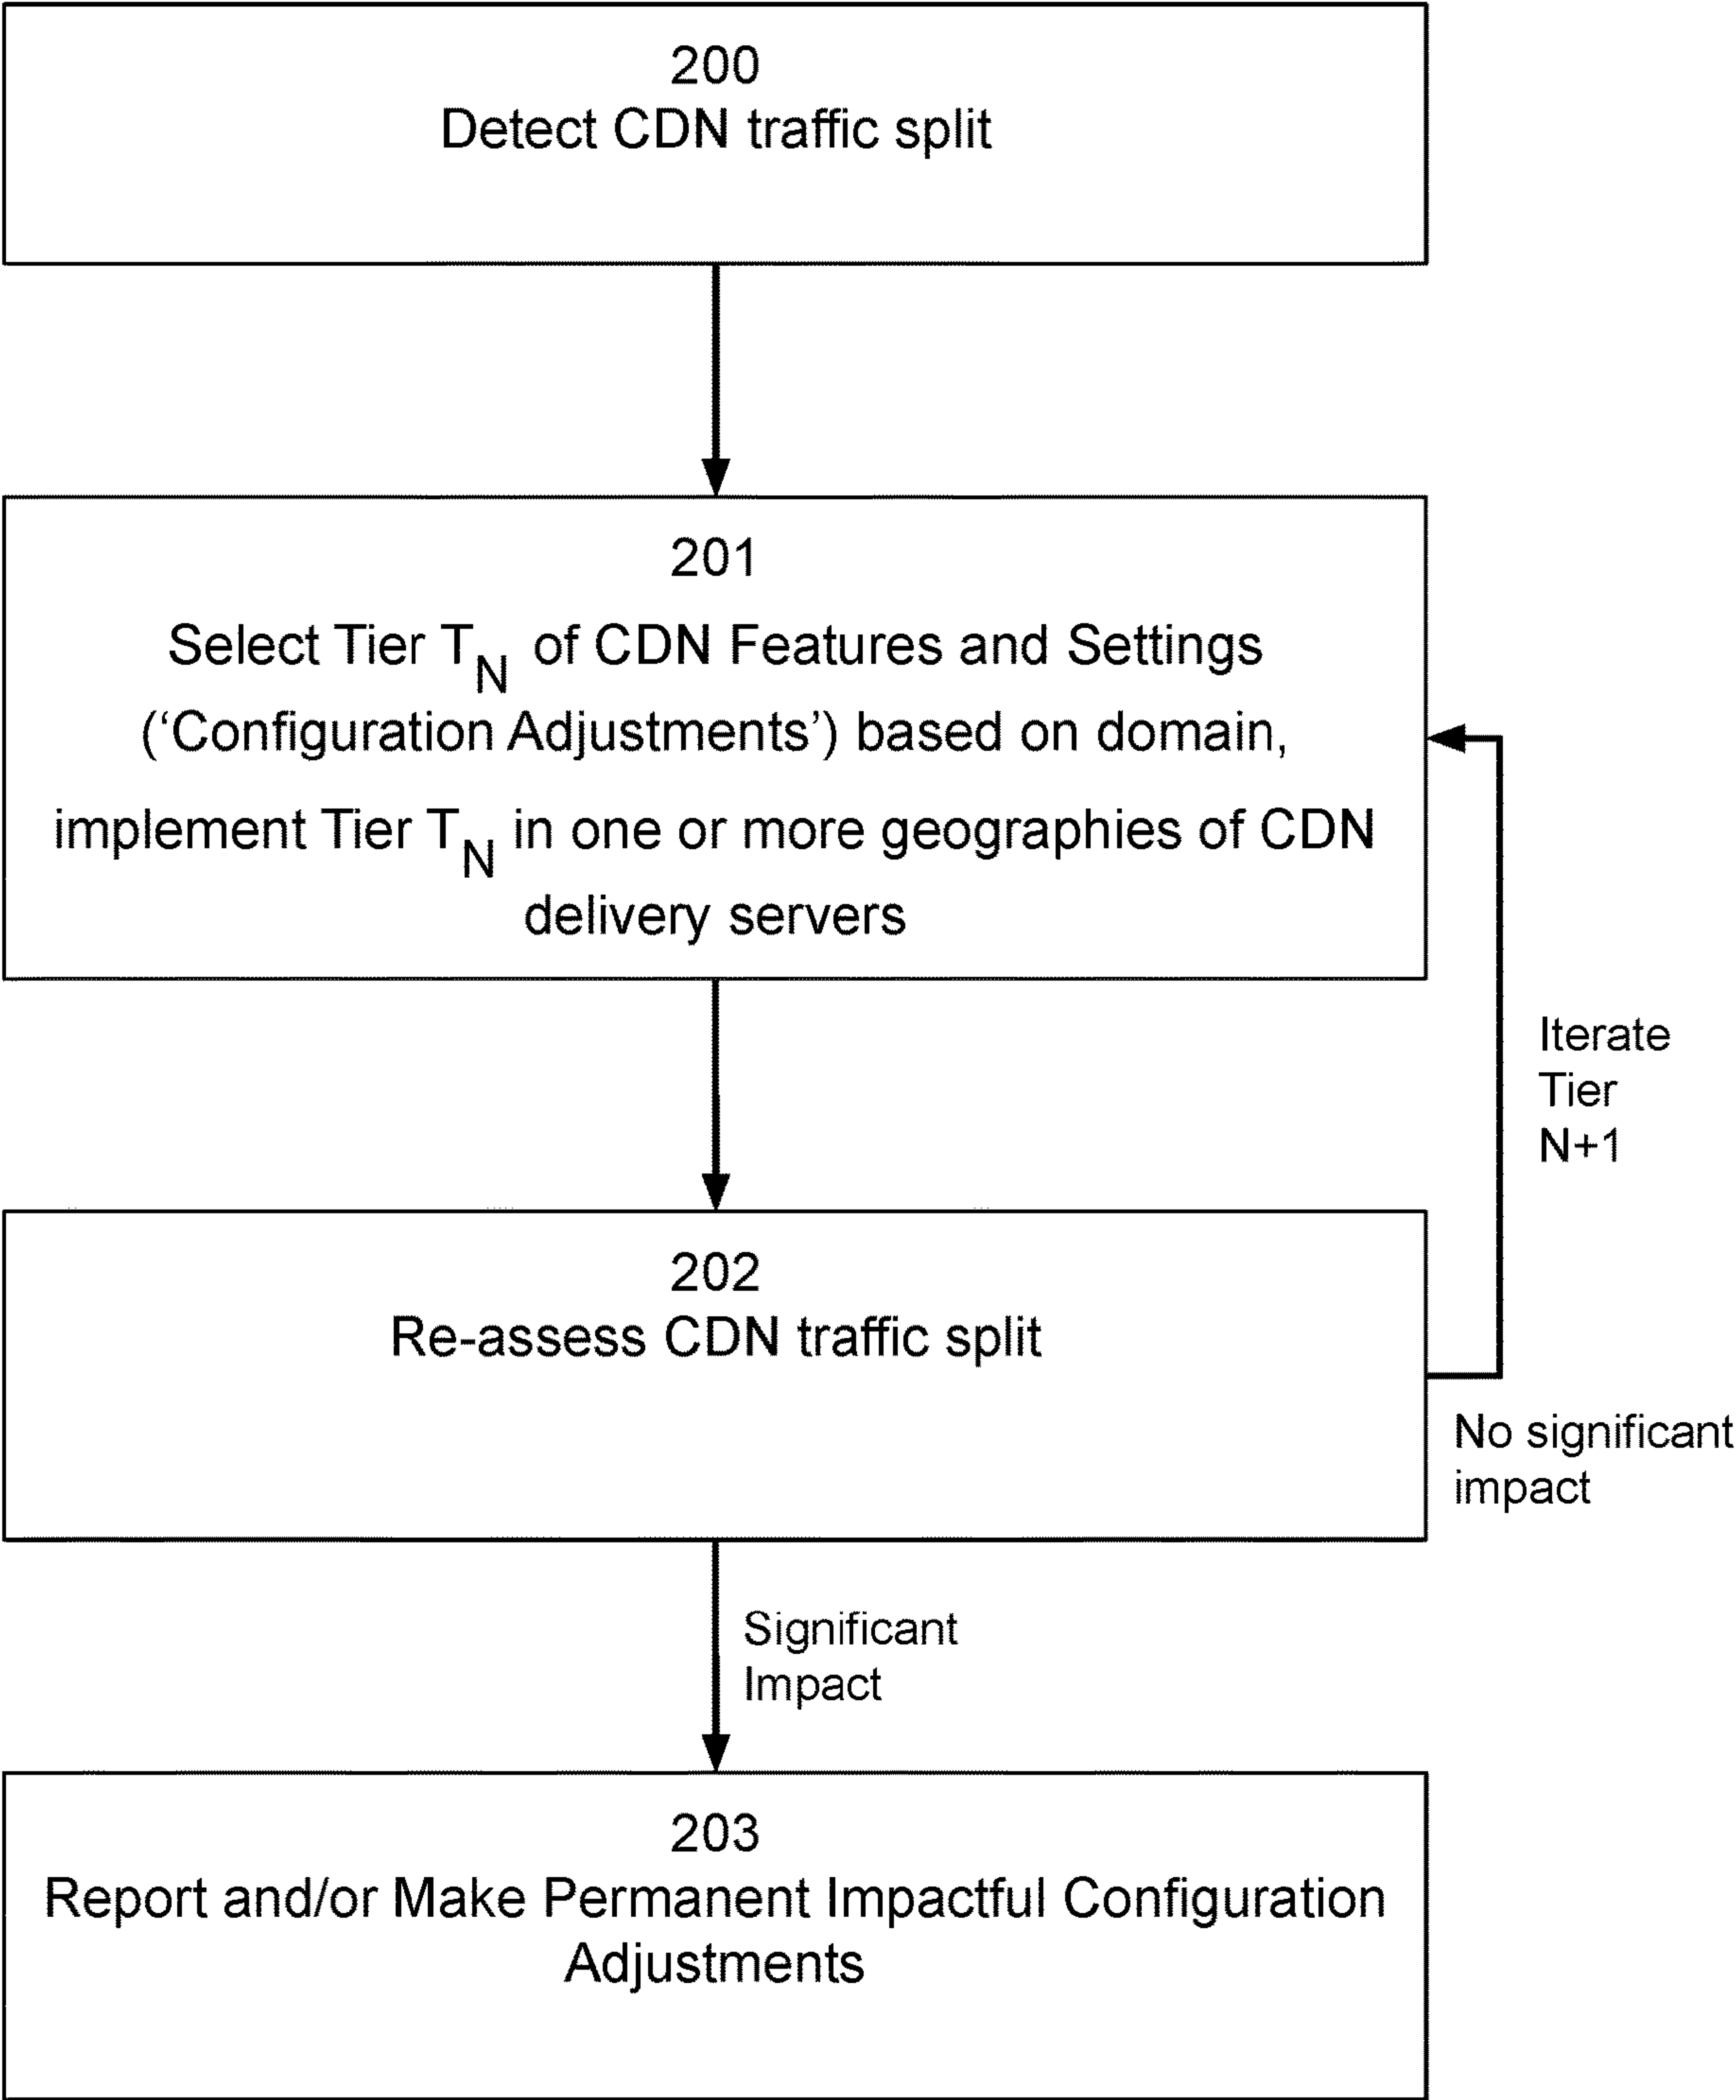 200
Detect CDN traffic split
201
Select Tier T_N of CDN Features and Settings
(‘Configuration Adjustments’) based on domain,
implement Tier T_N in one or more geographies of CDN
delivery servers
Iterate
Tier
N+1
202
Re-assess CDN traffic split
No significant
impact
Significant
Impact
203
Report and/or Make Permanent Impactful Configuration
Adjustments